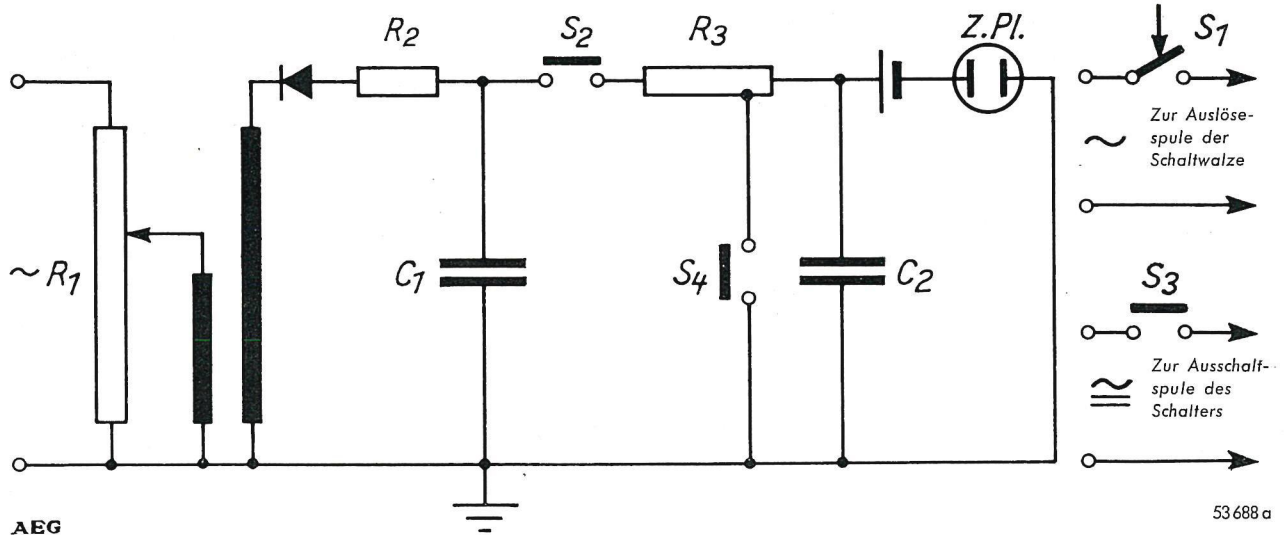 R2
S2
R3
Z.Pl.
S1
Zur Auslöse-
spule der
Schaltwalze
~ R1
C1
S4
C2
S3
Zur Ausschalt-
spule des
Schalters
AEG
53688 a